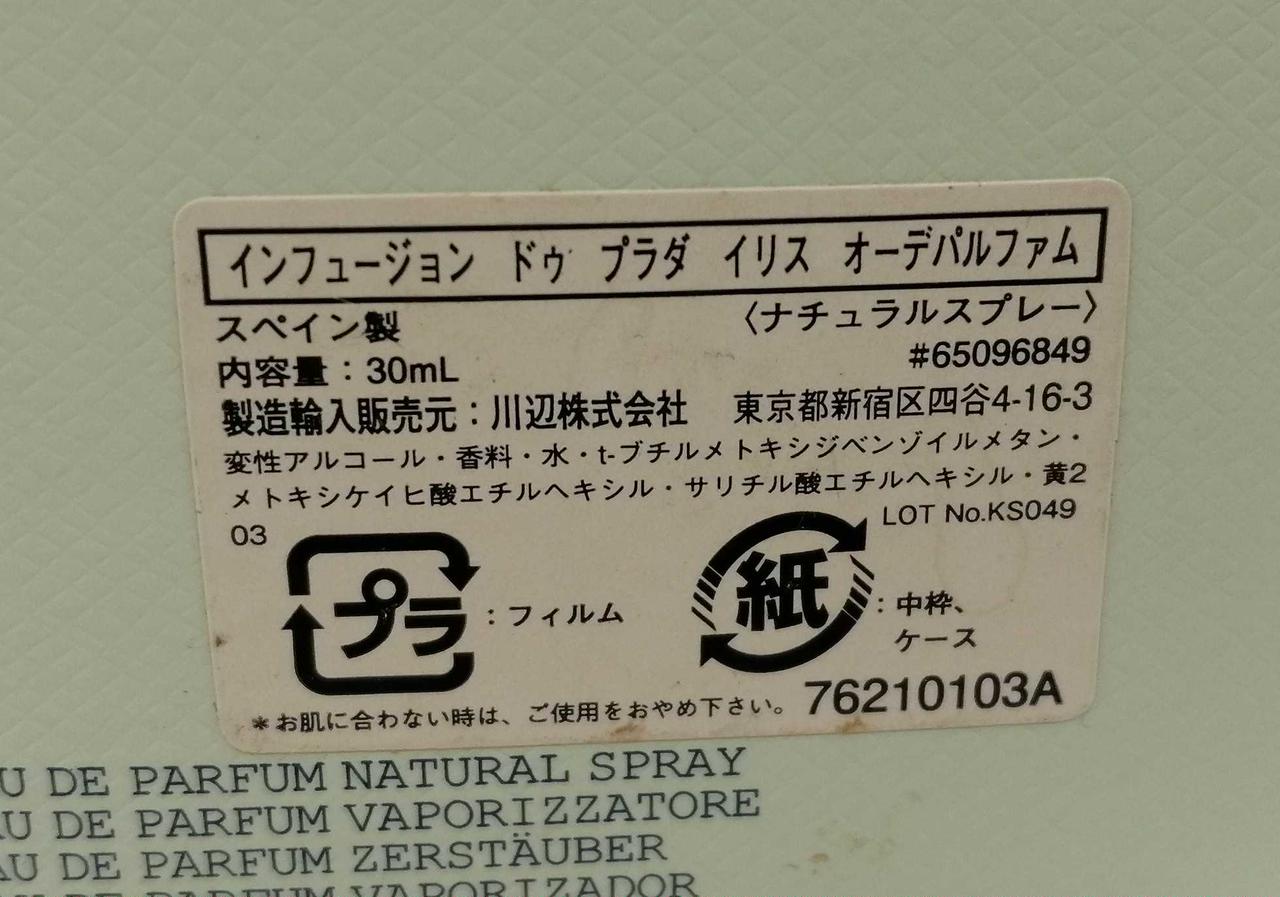 インフュージョン ドゥ プラダ イリス オーデパルファム
スペイン製 〈ナチュラルスプレー〉
内容量:30mL #65096849
製造輸入販売元:川辺株式会社 東京都新宿区四谷4-16-3
変性アルコール・香料・水・t-ブチルメトキシジベンゾイルメタン・
メトキシケイヒ酸エチルヘキシル・サリチル酸エチルヘキシル・黄2
03 LOT No.KS049
プラ:フィルム 紙:中枠、
ケース
76210103A
*お肌に合わない時は、ご使用をおやめ下さい。
U DE PARFUM NATURAL SPRAY
AU DE PARFUM VAPORIZZATORE
AU DE PARFUM ZERSTÄUBER
AU DE PARFUM VAPORIZADOR